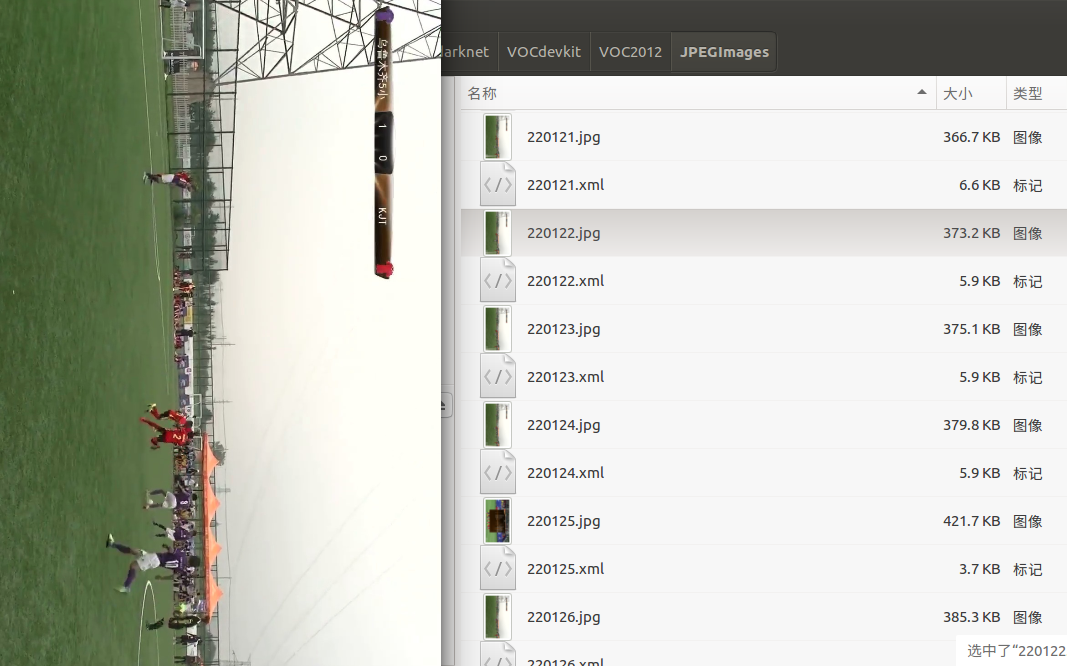 乌鲁木齐5小 1 0 KJT
2
9
VOCdevkit VOC2012 JPEGImages
名称 大小 类型
220121.jpg 366.7 KB 图像
220121.xml 6.6 KB 标记
220122.jpg 373.2 KB 图像
220122.xml 5.9 KB 标记
220123.jpg 375.1 KB 图像
220123.xml 5.9 KB 标记
220124.jpg 379.8 KB 图像
220124.xml 5.9 KB 标记
220125.jpg 421.7 KB 图像
220125.xml 3.7 KB 标记
220126.jpg 385.3 KB 图像
220126.xml
选中了“220122